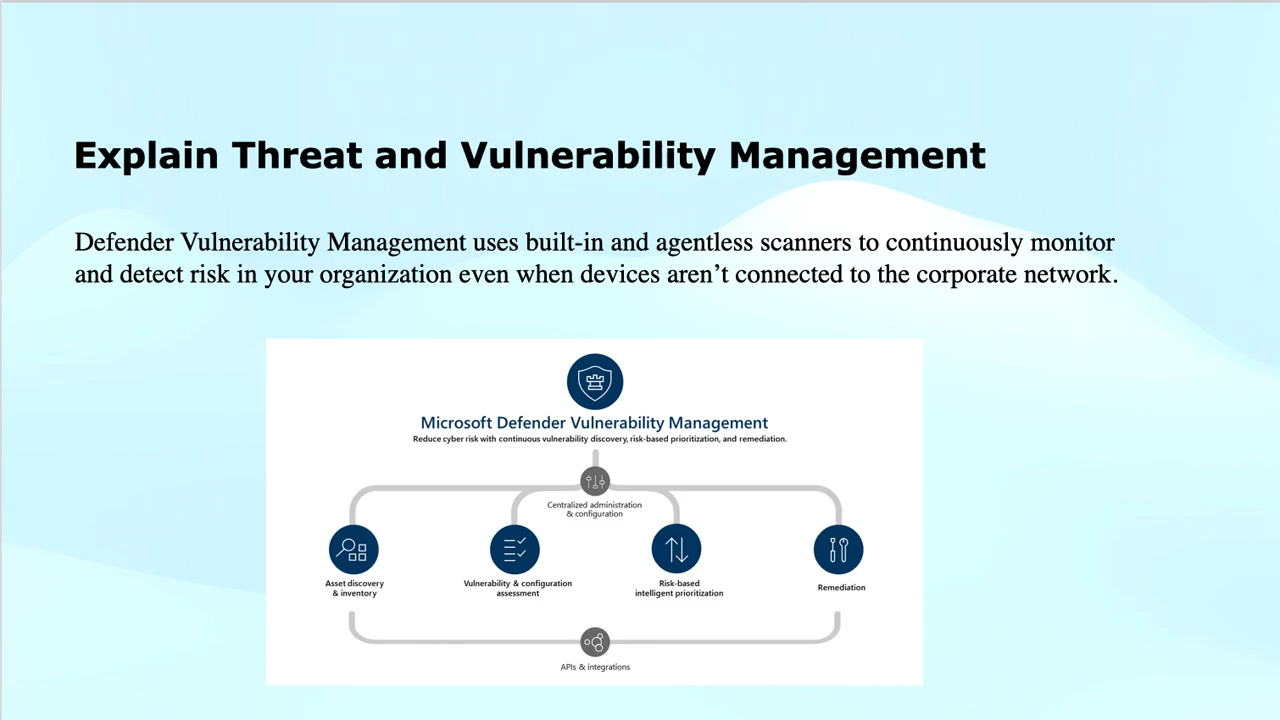 Explain Threat and Vulnerability Management
Defender Vulnerability Management uses built-in and agentless scanners to continuously monitor
and detect risk in your organization even when devices aren’t connected to the corporate network.
Microsoft Defender Vulnerability Management
Reduce cyber risk with continuous vulnerability discovery, risk-based prioritization, and remediation.
Centralized administration
& configuration
Asset discovery
& inventory
Vulnerability & configuration
assessment
Risk-based
intelligent prioritization
Remediation
APIs & integrations